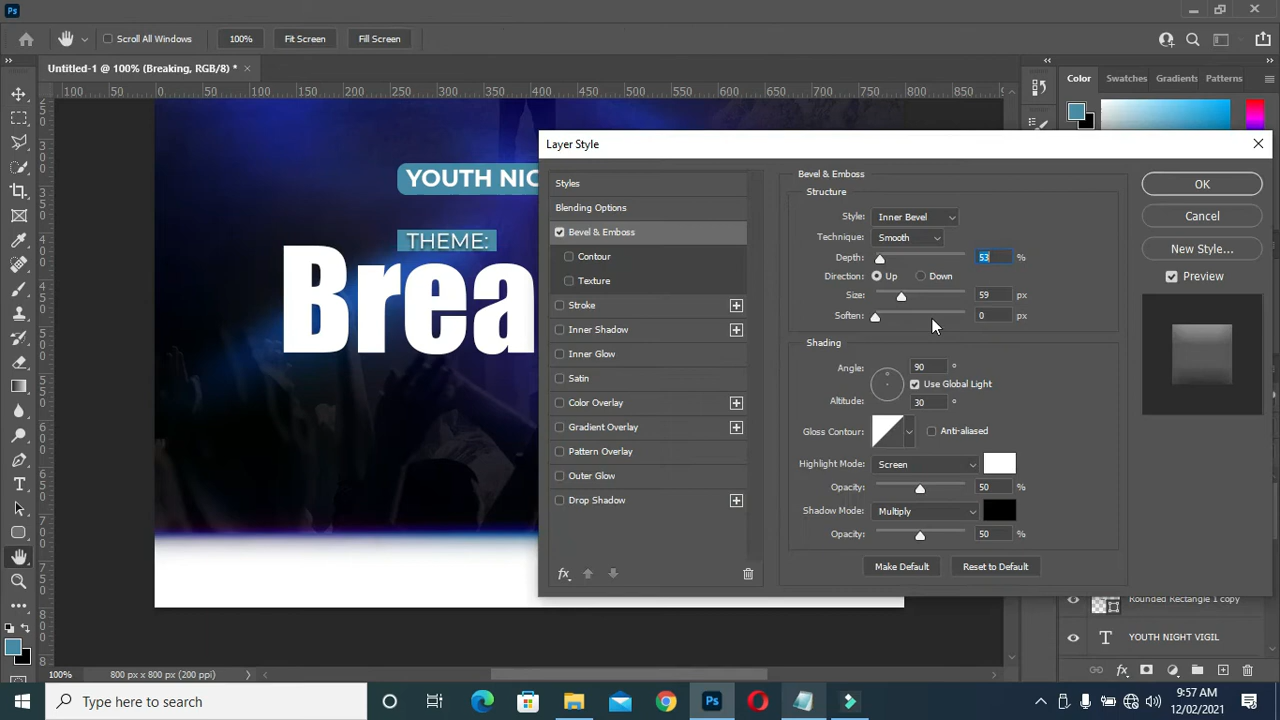 Ps
Scroll All Windows
100%
Fit Screen
Fill Screen
Untitled-1 @ 100% (Breaking, RGB/8) *
Color
Swatches
Gradients
Patterns
100 50 0 50 100 150 200 250 300 350 400 450 500 550 600 650 700 750 800 850 900
YOUTH NIG
THEME:
Brea
Layer Style
Styles
Blending Options
Bevel & Emboss
Contour
Texture
Stroke
Inner Shadow
Inner Glow
Satin
Color Overlay
Gradient Overlay
Pattern Overlay
Outer Glow
Drop Shadow
fx
Bevel & Emboss
Structure
Style: Inner Bevel
Technique: Smooth
Depth: 53 %
Direction: Up Down
Size: 59 px
Soften: 0 px
Shading
Angle: 90 °
Use Global Light
Altitude: 30 °
Gloss Contour: Anti-aliased
Highlight Mode: Screen
Opacity: 50 %
Shadow Mode: Multiply
Opacity: 50 %
Make Default
Reset to Default
OK
Cancel
New Style...
Preview
Rounded Rectangle 1 copy
T YOUTH NIGHT VIGIL
fx
100%
800 px x 800 px (200 ppi)
Type here to search
Ps
9:57 AM
12/02/2021